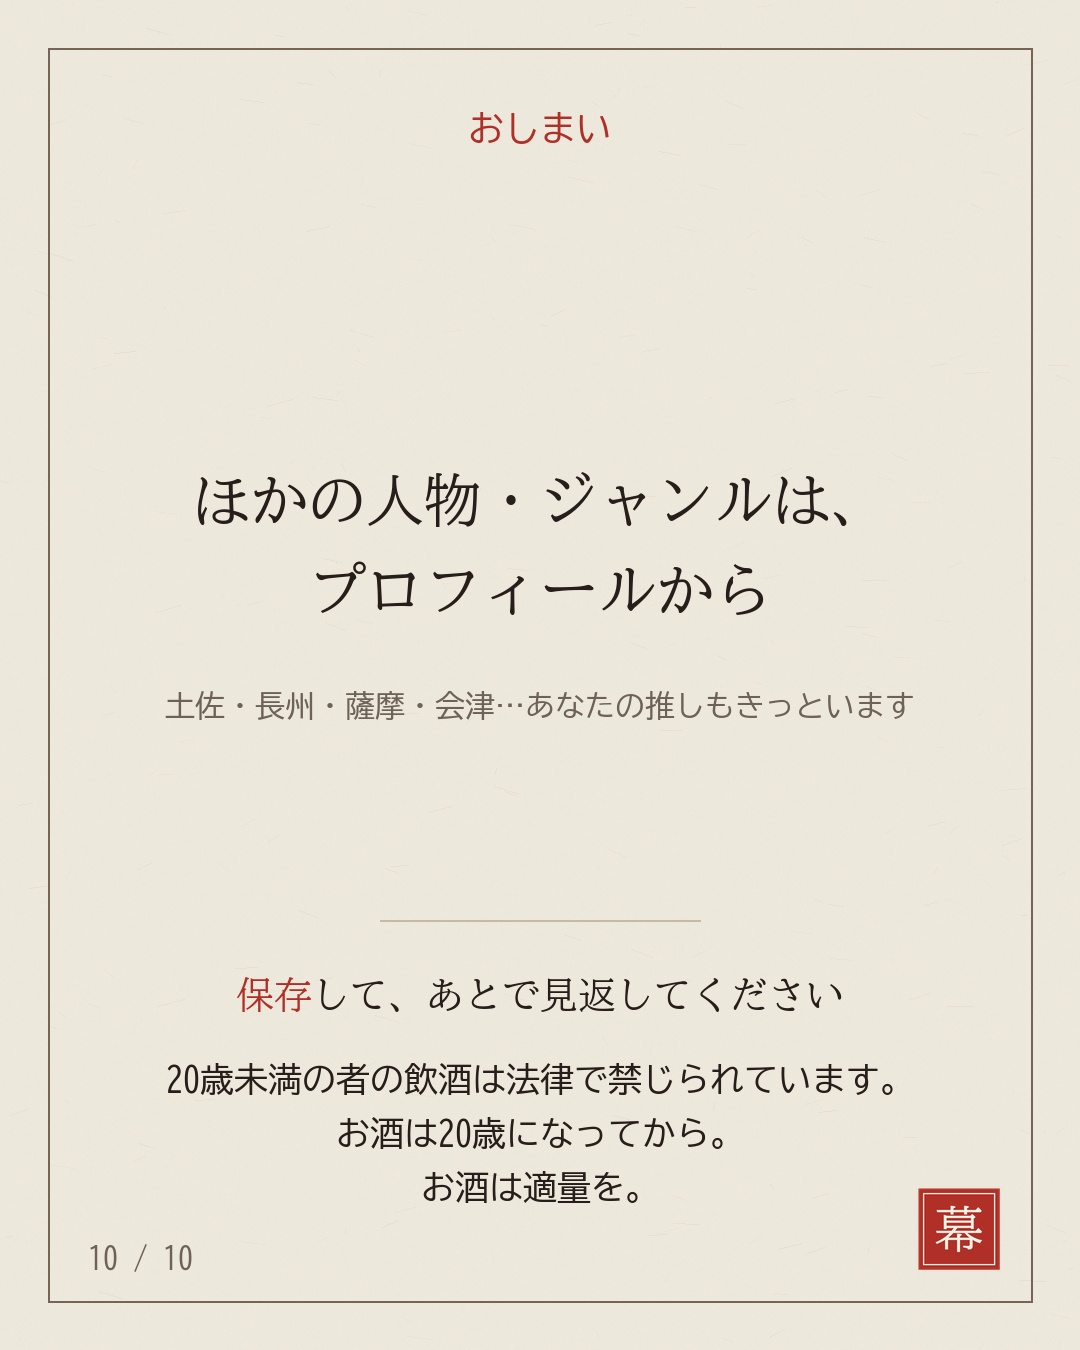 おしまい
ほかの人物・ジャンルは、
プロフィールから
土佐・長州・薩摩・会津…あなたの推しもきっといます
保存して、あとで見返してください
20歳未満の者の飲酒は法律で禁じられています。
お酒は20歳になってから。
お酒は適量を。
幕
10 / 10